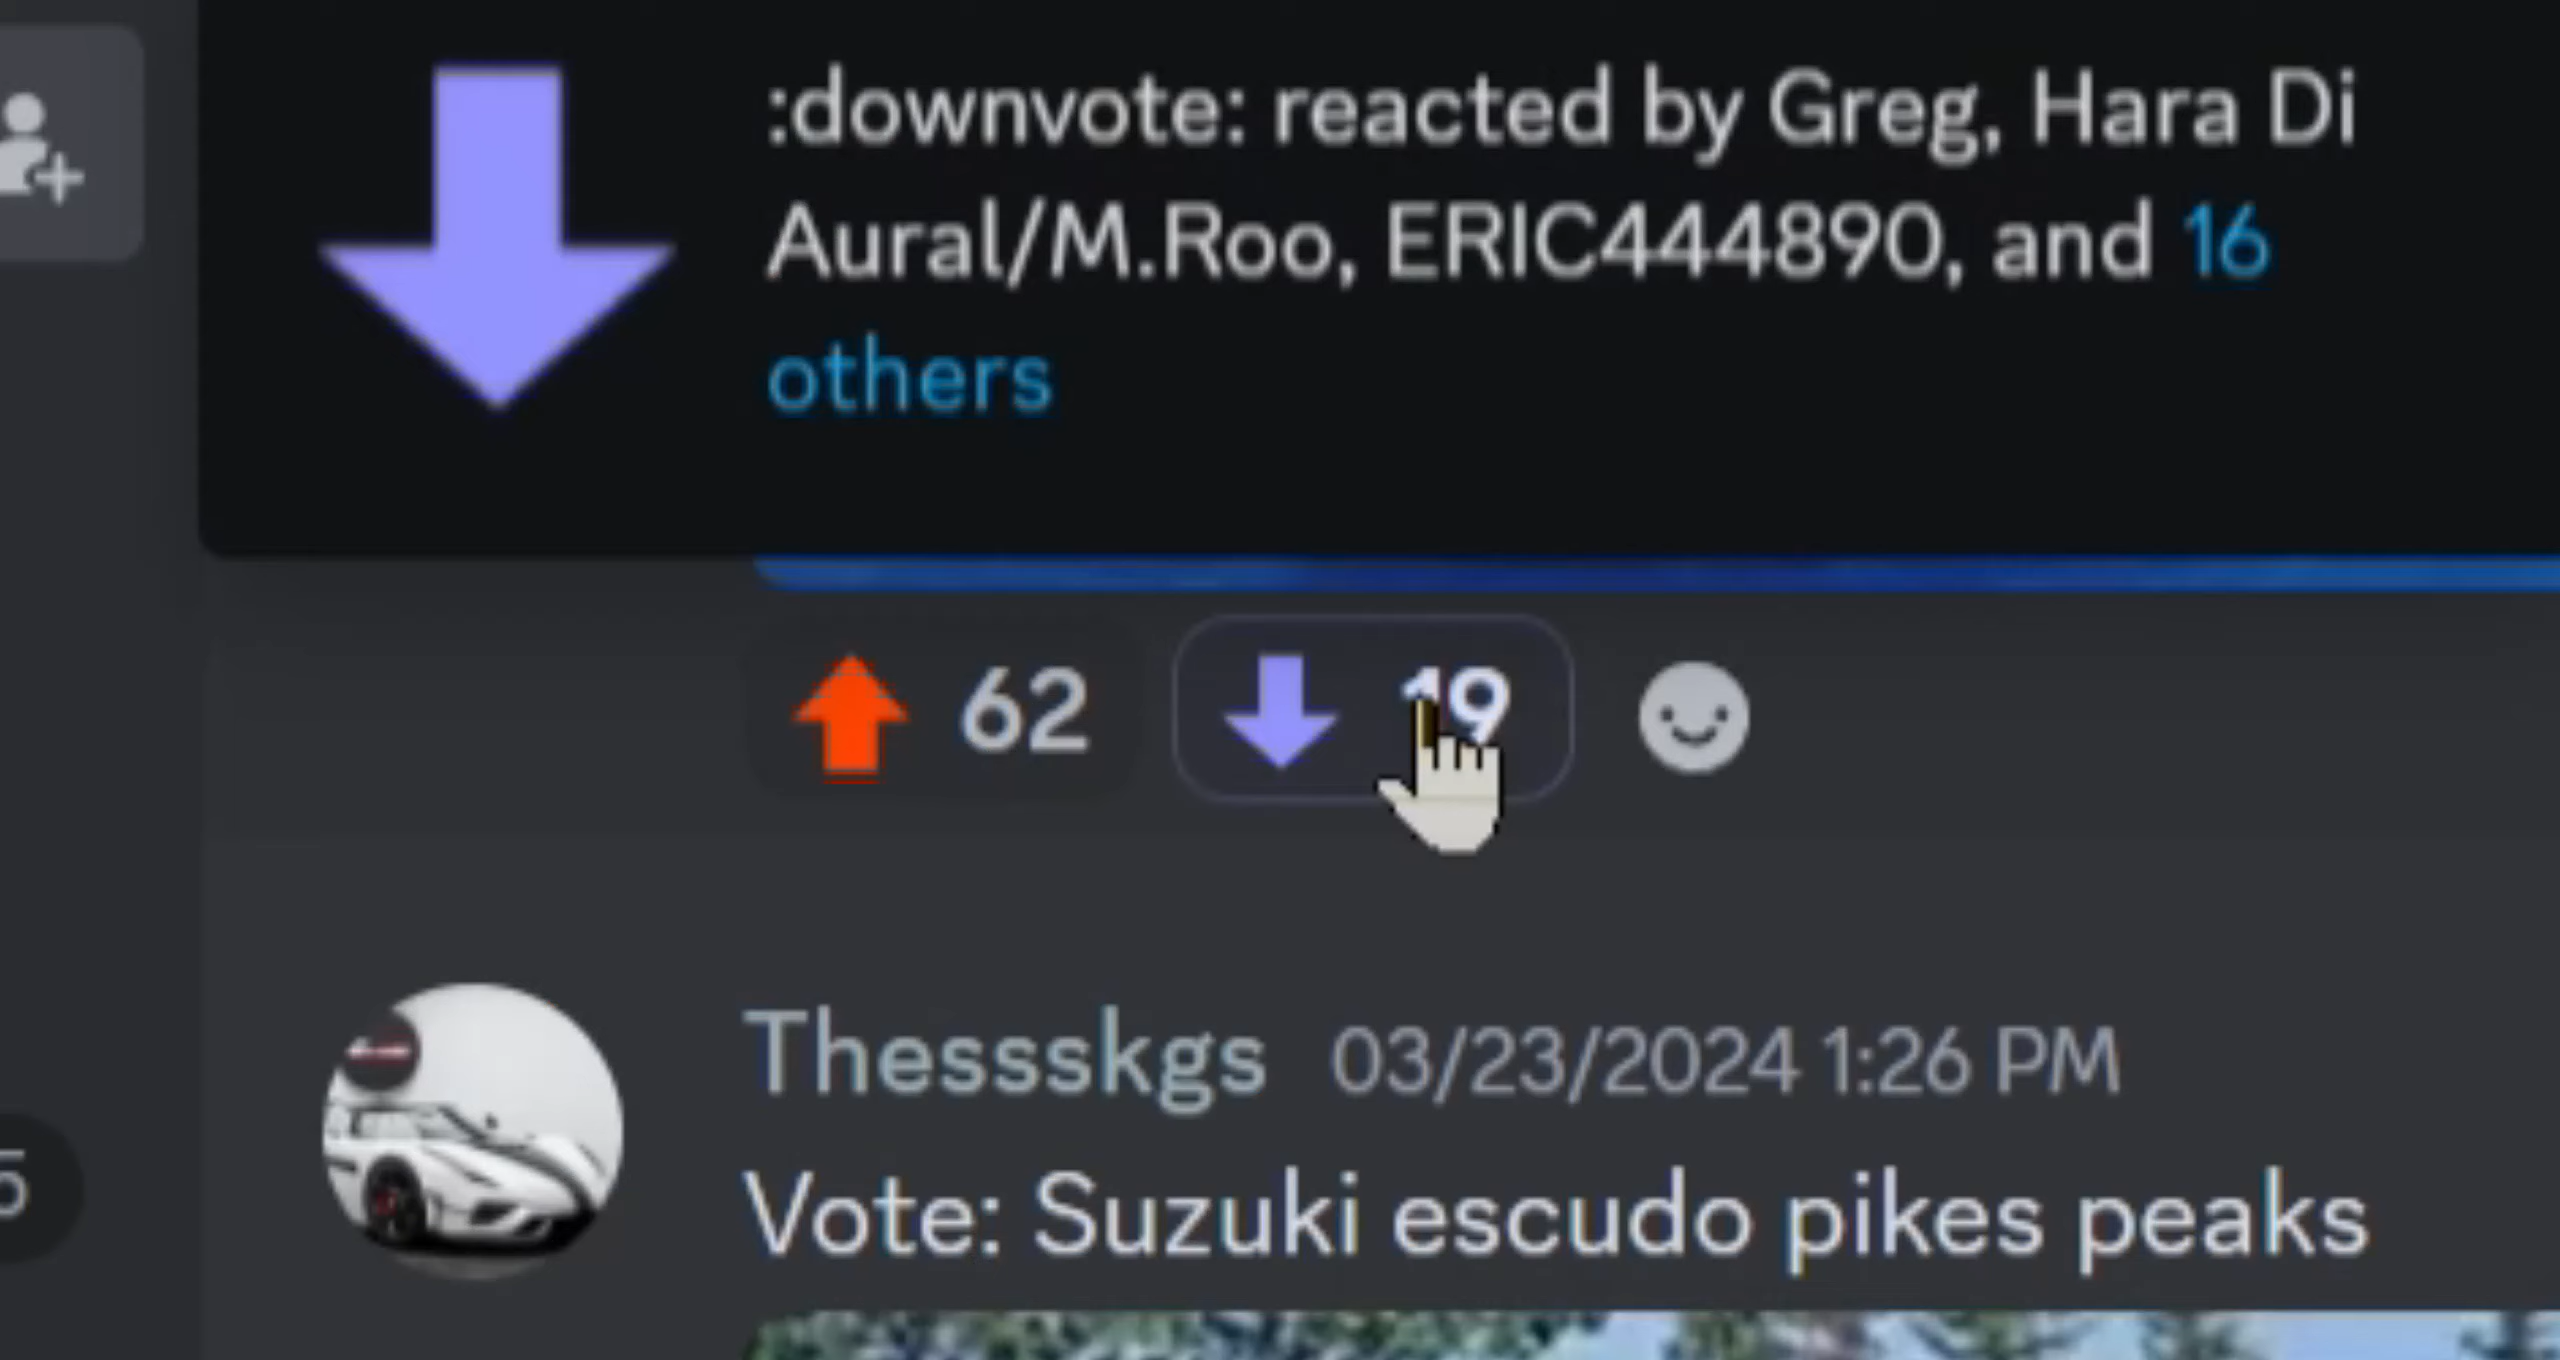 :downvote: reacted by Greg, Hara Di
Aural/M.Roo, ERIC444890, and 16
others
62 19
Thessskgs 03/23/2024 1:26 PM
5
Vote: Suzuki escudo pikes peaks